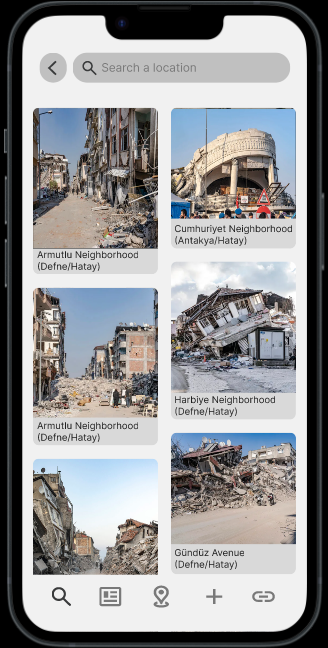 Search a location
Armutlu Neighborhood
(Defne/Hatay)
Cumhuriyet Neighborhood
(Antakya/Hatay)
Armutlu Neighborhood
(Defne/Hatay)
Harbiye Neighborhood
(Defne/Hatay)
Gündüz Avenue
(Defne/Hatay)